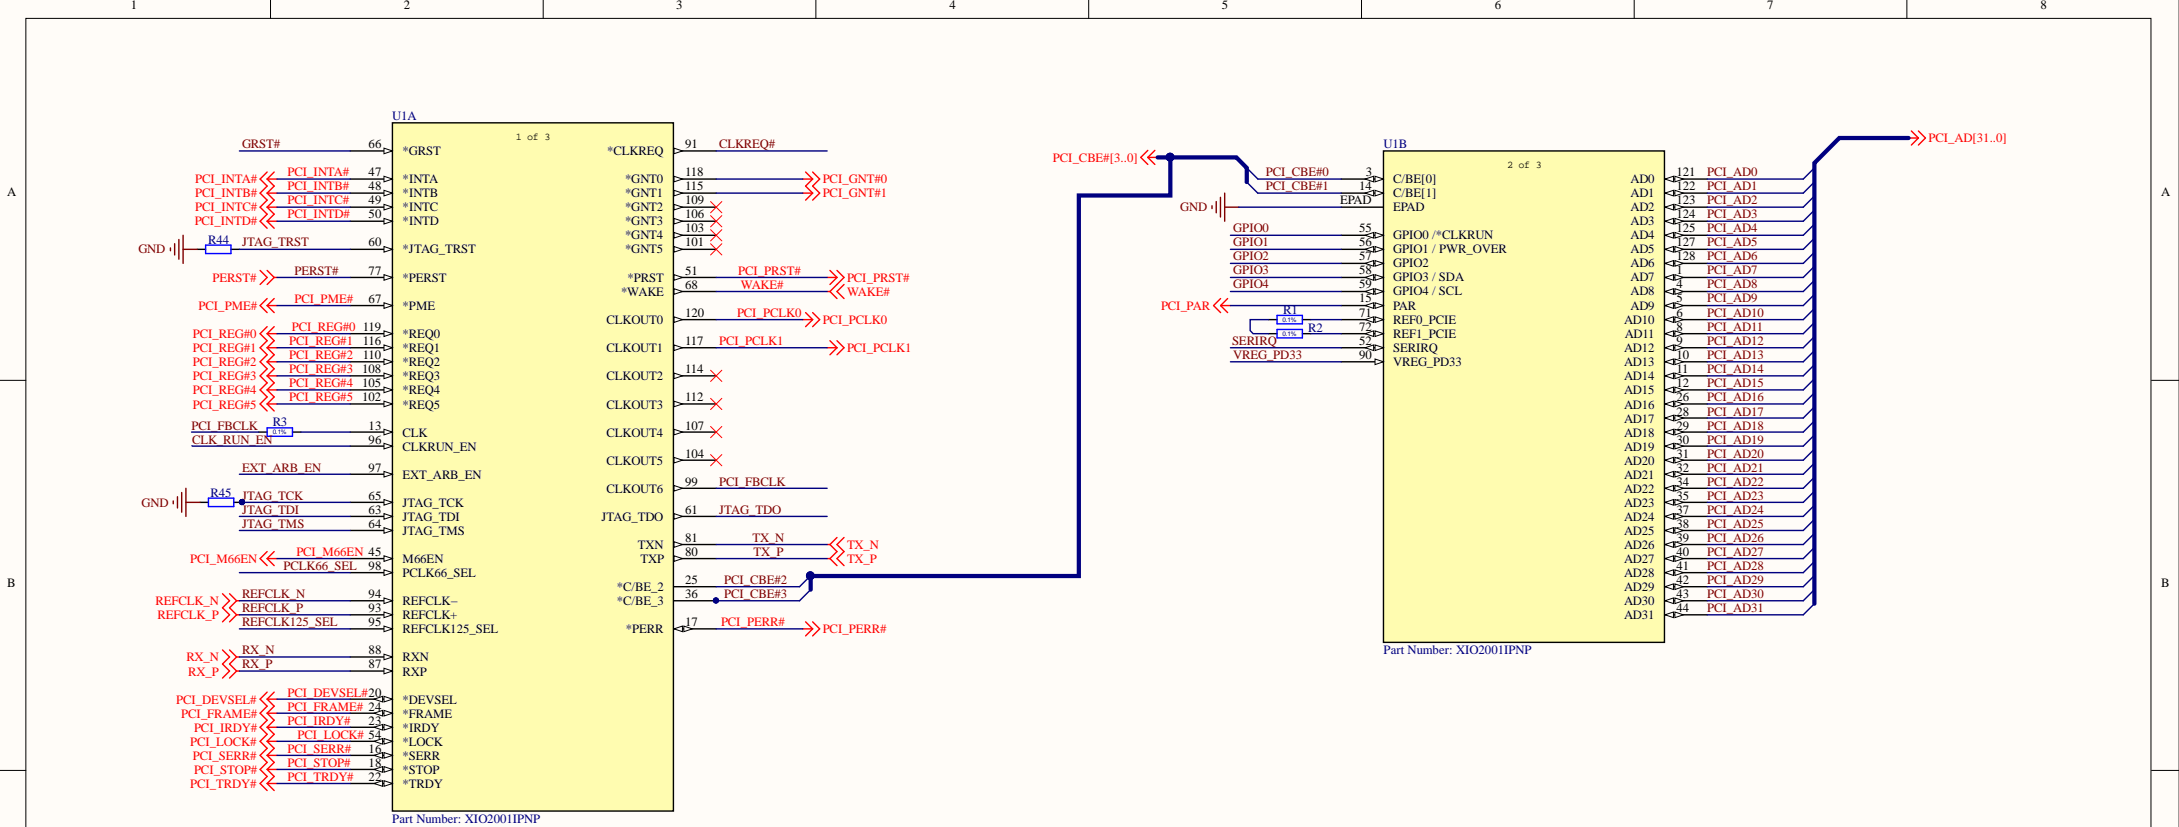 1 2 3 4 5 6 7 8
A A
B B
U1A
1 of 3
GRST# 66 *GRST
PCI_INTA# PCI_INTA# 47 *INTA
PCI_INTB# PCI_INTB# 48 *INTB
PCI_INTC# PCI_INTC# 49 *INTC
PCI_INTD# PCI_INTD# 50 *INTD
GND R44 JTAG_TRST 60 *JTAG_TRST
PERST# PERST# 77 *PERST
PCI_PME# PCI_PME# 67 *PME
PCI_REG#0 PCI_REG#0 119 *REQ0
PCI_REG#1 PCI_REG#1 116 *REQ1
PCI_REG#2 PCI_REG#2 110 *REQ2
PCI_REG#3 PCI_REG#3 108 *REQ3
PCI_REG#4 PCI_REG#4 105 *REQ4
PCI_REG#5 PCI_REG#5 102 *REQ5
PCI_FBCLK R3 0.1% 13 CLK
CLK_RUN_EN 96 CLKRUN_EN
EXT_ARB_EN 97 EXT_ARB_EN
GND R45 JTAG_TCK 65 JTAG_TCK
JTAG_TDI 63 JTAG_TDI
JTAG_TMS 64 JTAG_TMS
PCI_M66EN PCI_M66EN 45 M66EN
PCLK66_SEL 98 PCLK66_SEL
REFCLK_N REFCLK_N 94 REFCLK−
REFCLK_P REFCLK_P 93 REFCLK+
REFCLK125_SEL 95 REFCLK125_SEL
RX_N RX_N 88 RXN
RX_P RX_P 87 RXP
PCI_DEVSEL# PCI_DEVSEL# 20 *DEVSEL
PCI_FRAME# PCI_FRAME# 24 *FRAME
PCI_IRDY# PCI_IRDY# 23 *IRDY
PCI_LOCK# PCI_LOCK# 54 *LOCK
PCI_SERR# PCI_SERR# 16 *SERR
PCI_STOP# PCI_STOP# 18 *STOP
PCI_TRDY# PCI_TRDY# 22 *TRDY
*CLKREQ 91 CLKREQ#
*GNT0 118 PCI_GNT#0
*GNT1 115 PCI_GNT#1
*GNT2 109
*GNT3 106
*GNT4 103
*GNT5 101
*PRST 51 PCI_PRST# PCI_PRST#
*WAKE 68 WAKE# WAKE#
CLKOUT0 120 PCI_PCLK0 PCI_PCLK0
CLKOUT1 117 PCI_PCLK1 PCI_PCLK1
CLKOUT2 114
CLKOUT3 112
CLKOUT4 107
CLKOUT5 104
CLKOUT6 99 PCI_FBCLK
JTAG_TDO 61 JTAG_TDO
TXN 81 TX_N TX_N
TXP 80 TX_P TX_P
*C/BE_2 25 PCI_CBE#2
*C/BE_3 36 PCI_CBE#3
*PERR 17 PCI_PERR# PCI_PERR#
Part Number: XIO2001IPNP
U1B
2 of 3
PCI_CBE#[3..0]
PCI_CBE#0 3 C/BE[0]
PCI_CBE#1 14 C/BE[1]
GND EPAD EPAD
GPIO0 55 GPIO0 /*CLKRUN
GPIO1 56 GPIO1 / PWR_OVER
GPIO2 57 GPIO2
GPIO3 58 GPIO3 / SDA
GPIO4 59 GPIO4 / SCL
PCI_PAR 15 PAR
R1 0.1% 71 REF0_PCIE
0.1% R2 72 REF1_PCIE
SERIRQ 52 SERIRQ
VREG_PD33 90 VREG_PD33
PCI_AD[31..0]
AD0 121 PCI_AD0
AD1 122 PCI_AD1
AD2 123 PCI_AD2
AD3 124 PCI_AD3
AD4 125 PCI_AD4
AD5 127 PCI_AD5
AD6 128 PCI_AD6
AD7 1 PCI_AD7
AD8 4 PCI_AD8
AD9 5 PCI_AD9
AD10 6 PCI_AD10
AD11 8 PCI_AD11
AD12 9 PCI_AD12
AD13 10 PCI_AD13
AD14 11 PCI_AD14
AD15 12 PCI_AD15
AD16 26 PCI_AD16
AD17 28 PCI_AD17
AD18 29 PCI_AD18
AD19 30 PCI_AD19
AD20 31 PCI_AD20
AD21 32 PCI_AD21
AD22 34 PCI_AD22
AD23 35 PCI_AD23
AD24 37 PCI_AD24
AD25 38 PCI_AD25
AD26 39 PCI_AD26
AD27 40 PCI_AD27
AD28 41 PCI_AD28
AD29 42 PCI_AD29
AD30 43 PCI_AD30
AD31 44 PCI_AD31
Part Number: XIO2001IPNP